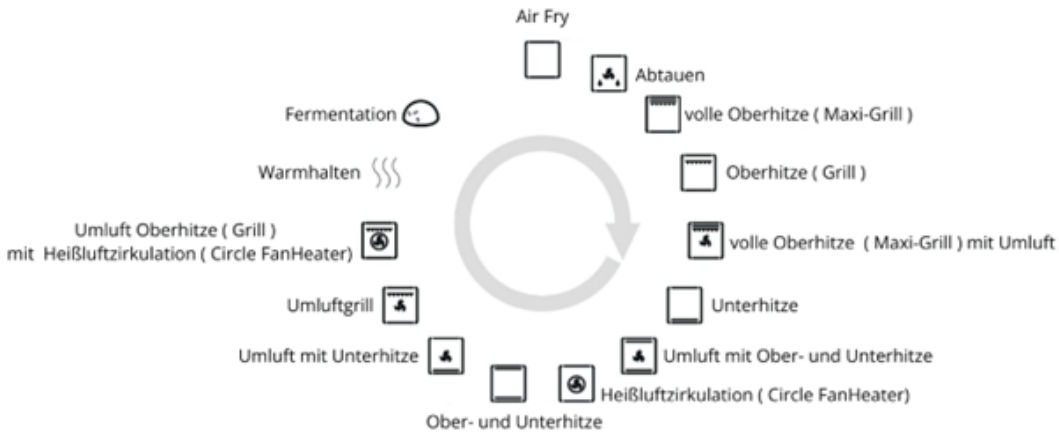 Air Fry
Abtauen
volle Oberhitze ( Maxi-Grill )
Oberhitze ( Grill )
volle Oberhitze ( Maxi-Grill ) mit Umluft
Unterhitze
Umluft mit Ober- und Unterhitze
Heißluftzirkulation ( Circle FanHeater)
Ober- und Unterhitze
Umluft mit Unterhitze
Umluftgrill
Umluft Oberhitze ( Grill )
mit Heißluftzirkulation ( Circle FanHeater)
Warmhalten
Fermentation